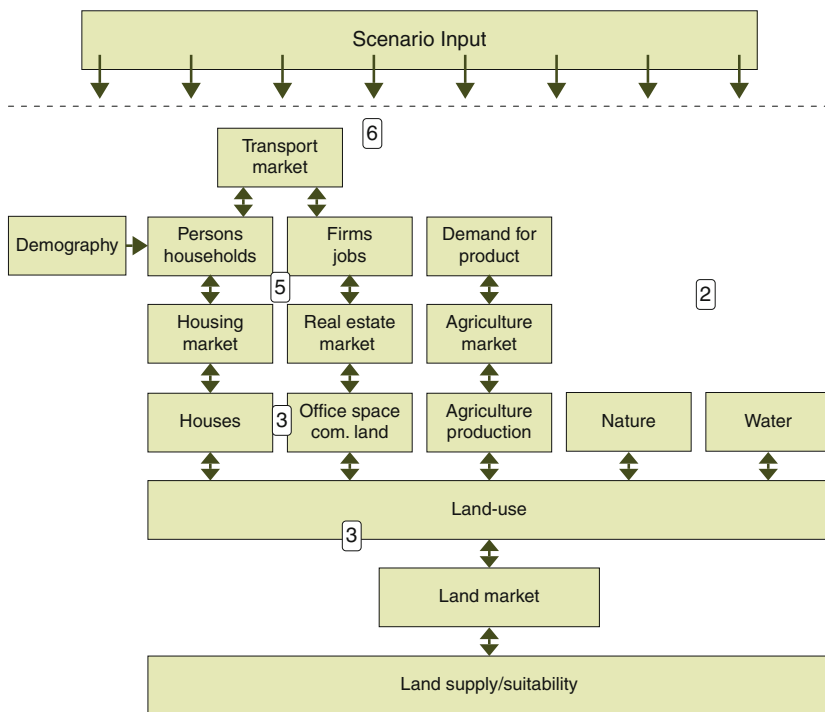 Scenario Input
6
Transport
market
Demography
Persons
households
Firms
jobs
Demand for
product
5
2
Housing
market
Real estate
market
Agriculture
market
Houses
3
Office space
com. land
Agriculture
production
Nature
Water
Land-use
3
Land market
Land supply/suitability